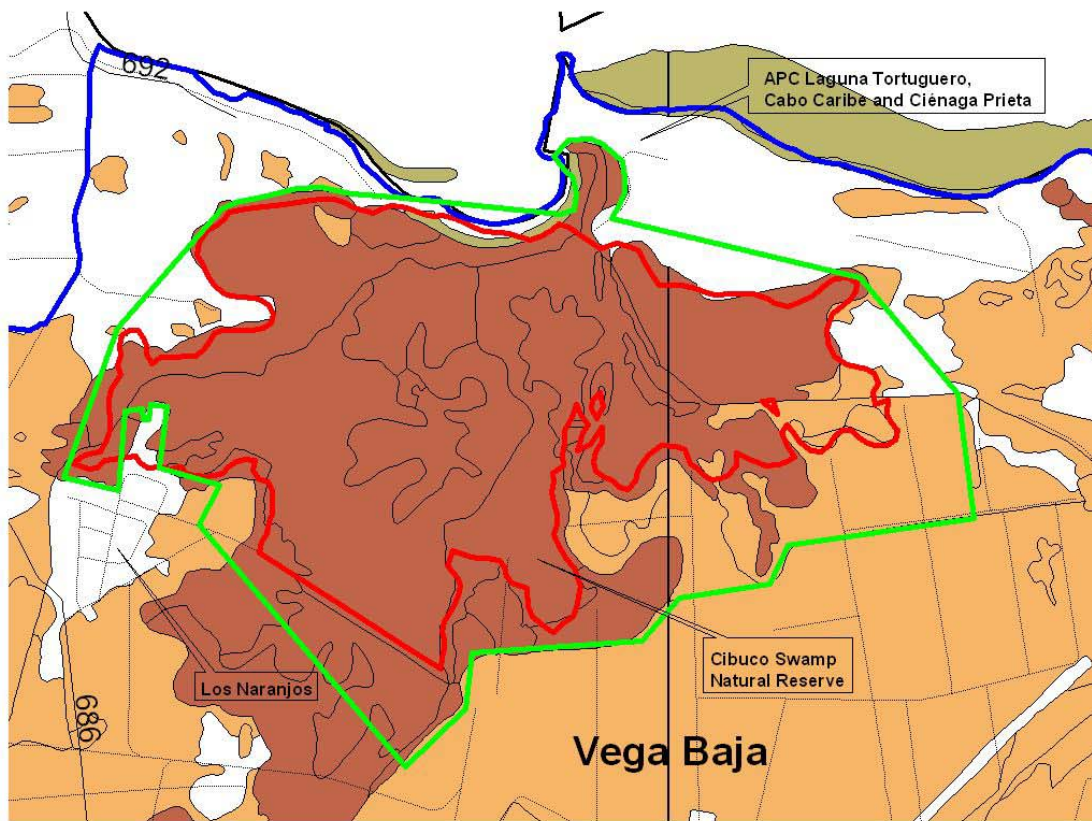 692
APC Laguna Tortuguero,
Cabo Caribe and Ciénaga Prieta
Los Naranjos
Cibuco Swamp
Natural Reserve
686
Vega Baja